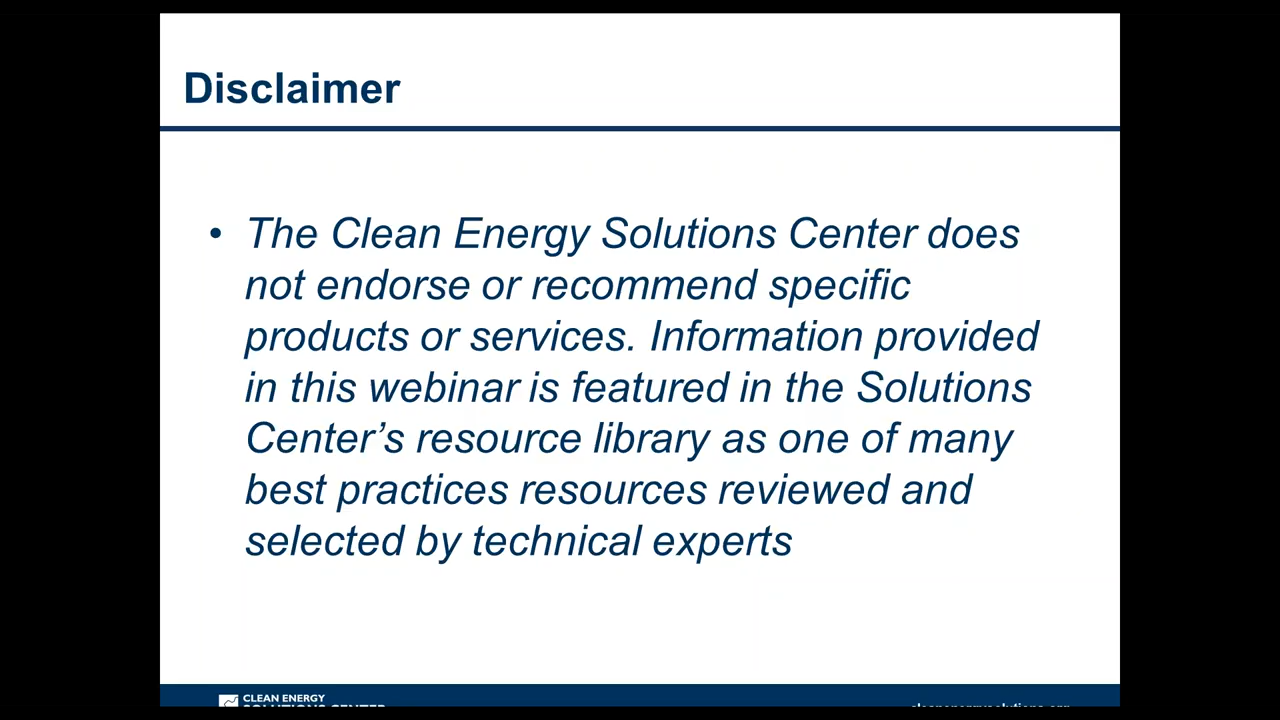 Disclaimer
• The Clean Energy Solutions Center does
not endorse or recommend specific
products or services. Information provided
in this webinar is featured in the Solutions
Center’s resource library as one of many
best practices resources reviewed and
selected by technical experts
CLEAN ENERGY
SOLUTIONS CENTER
cleanenergysolutions.org